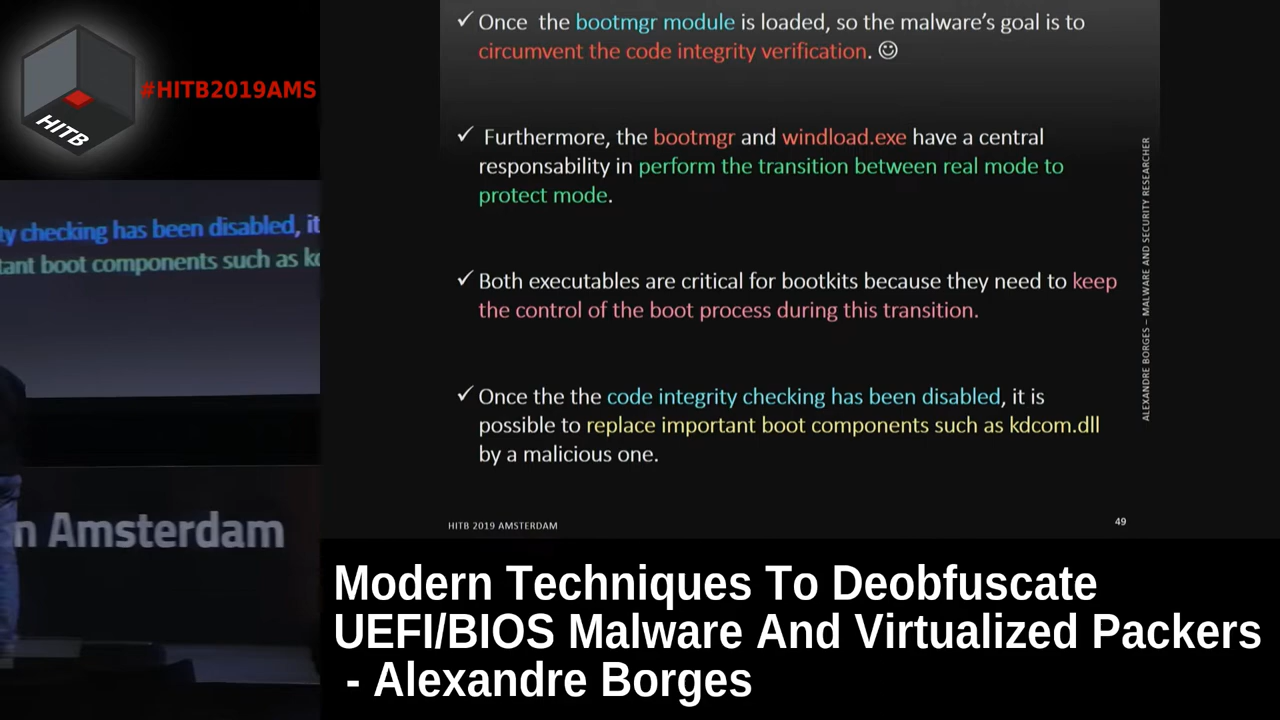 HITB
#HITB2019AMS
ty checking has been disabled, it
tant boot components such as kd
n Amsterdam
✓ Once the bootmgr module is loaded, so the malware's goal is to
circumvent the code integrity verification. ☺
✓ Furthermore, the bootmgr and windload.exe have a central
responsability in perform the transition between real mode to
protect mode.
✓ Both executables are critical for bootkits because they need to keep
the control of the boot process during this transition.
✓ Once the the code integrity checking has been disabled, it is
possible to replace important boot components such as kdcom.dll
by a malicious one.
HITB 2019 AMSTERDAM
49
ALEXANDRE BORGES – MALWARE AND SECURITY RESEARCHER
Modern Techniques To Deobfuscate
UEFI/BIOS Malware And Virtualized Packers
- Alexandre Borges